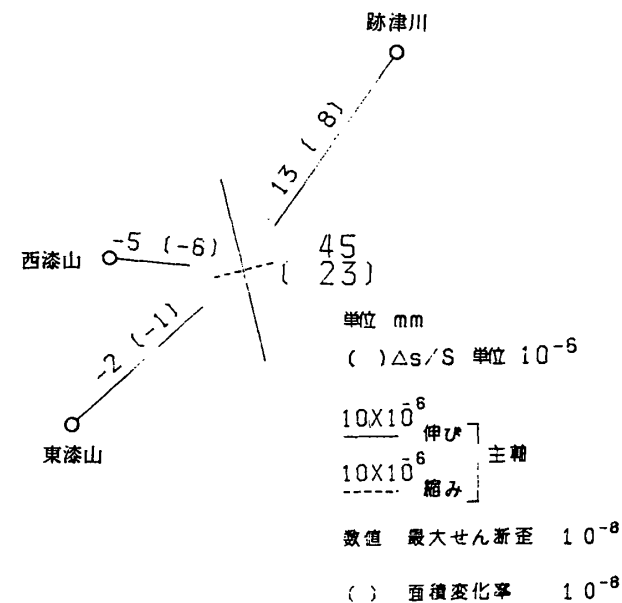 跡津川
13 ( 8)
-5 (-6)
西漆山
45
( 23)
-2 (-1)
東漆山
単位 mm
( )△s/S 単位 10-6
10X10-6 伸び
10X10-6 縮み
主軸
数値 最大せん断歪 10-6
( ) 面積変化率 10-6